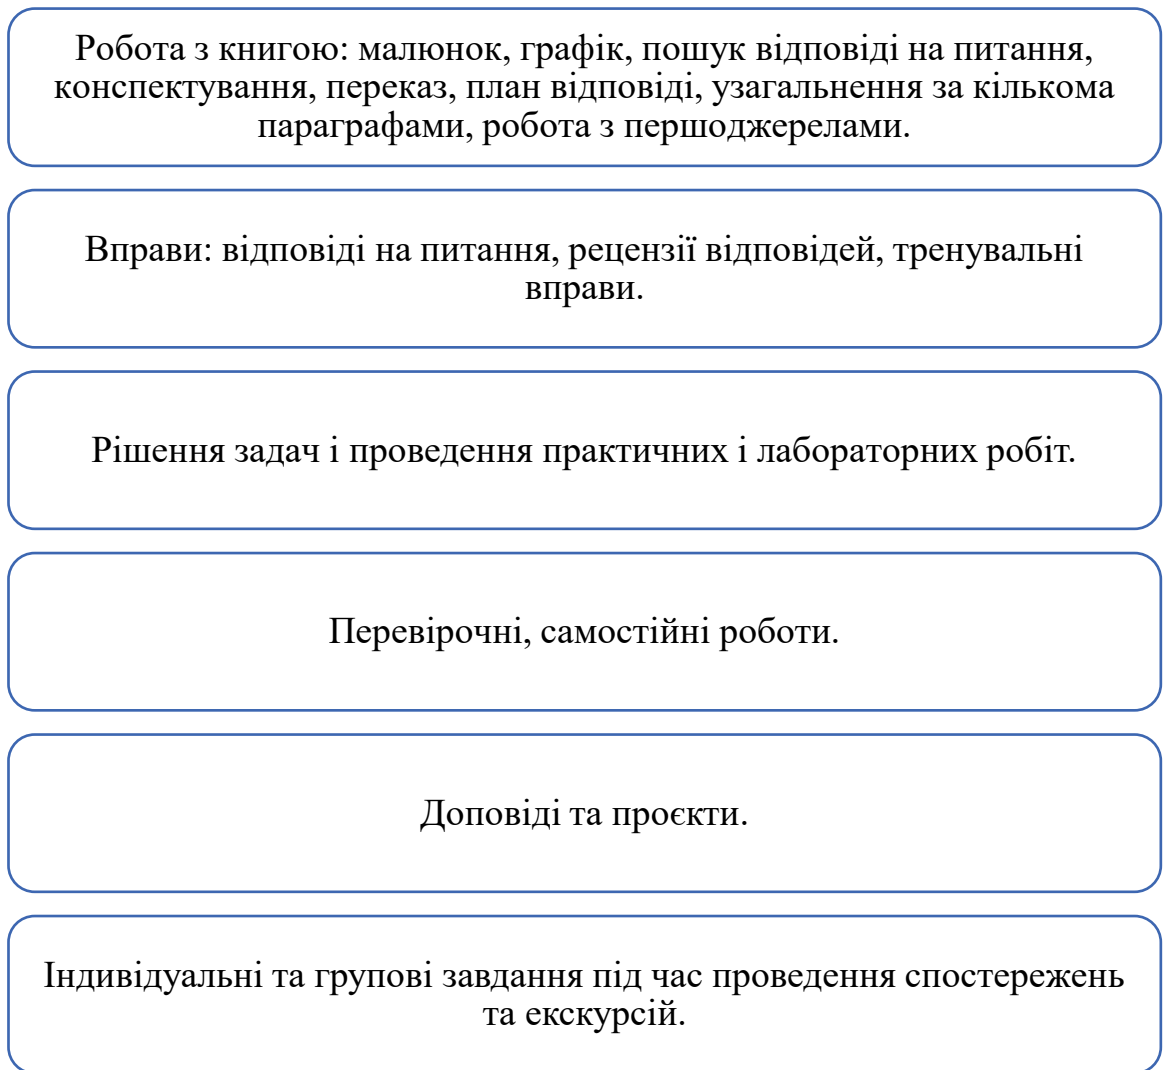 Робота з книгою: малюнок, графік, пошук відповіді на питання,
конспектування, переказ, план відповіді, узагальнення за кількома
параграфами, робота з першоджерелами.
Вправи: відповіді на питання, рецензії відповідей, тренувальні
вправи.
Рішення задач і проведення практичних і лабораторних робіт.
Перевірочні, самостійні роботи.
Доповіді та проєкти.
Індивідуальні та групові завдання під час проведення спостережень
та екскурсій.